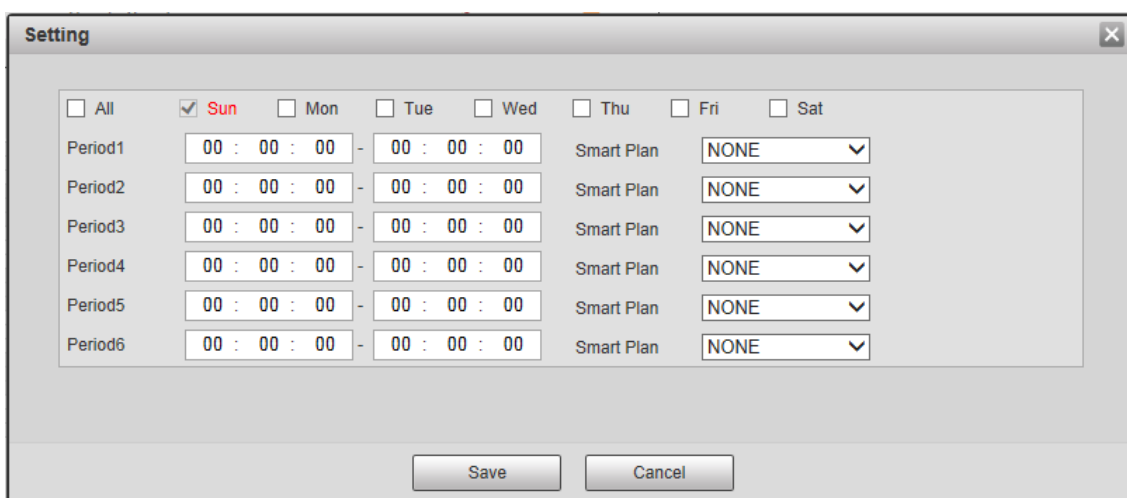 Setting
All Sun Mon Tue Wed Thu Fri Sat
Period1 00 : 00 : 00 - 00 : 00 : 00 Smart Plan NONE
Period2 00 : 00 : 00 - 00 : 00 : 00 Smart Plan NONE
Period3 00 : 00 : 00 - 00 : 00 : 00 Smart Plan NONE
Period4 00 : 00 : 00 - 00 : 00 : 00 Smart Plan NONE
Period5 00 : 00 : 00 - 00 : 00 : 00 Smart Plan NONE
Period6 00 : 00 : 00 - 00 : 00 : 00 Smart Plan NONE
Save Cancel